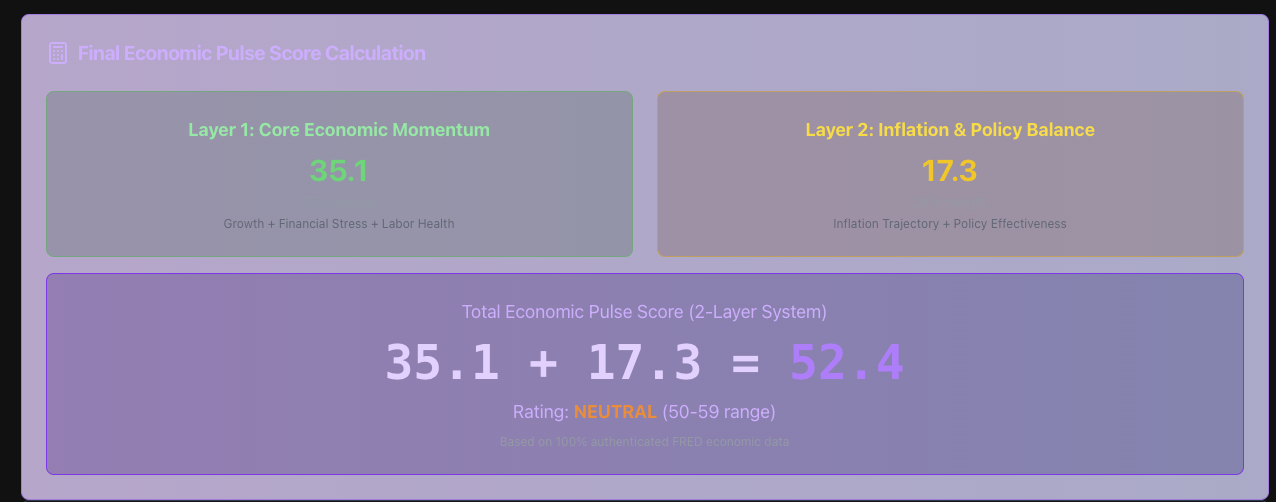 Final Economic Pulse Score Calculation
Layer 1: Core Economic Momentum
35.1
Growth + Financial Stress + Labor Health
Layer 2: Inflation & Policy Balance
17.3
Inflation Trajectory + Policy Effectiveness
Total Economic Pulse Score (2-Layer System)
35.1 + 17.3 = 52.4
Rating: NEUTRAL (50-59 range)
Based on 100% authenticated FRED economic data